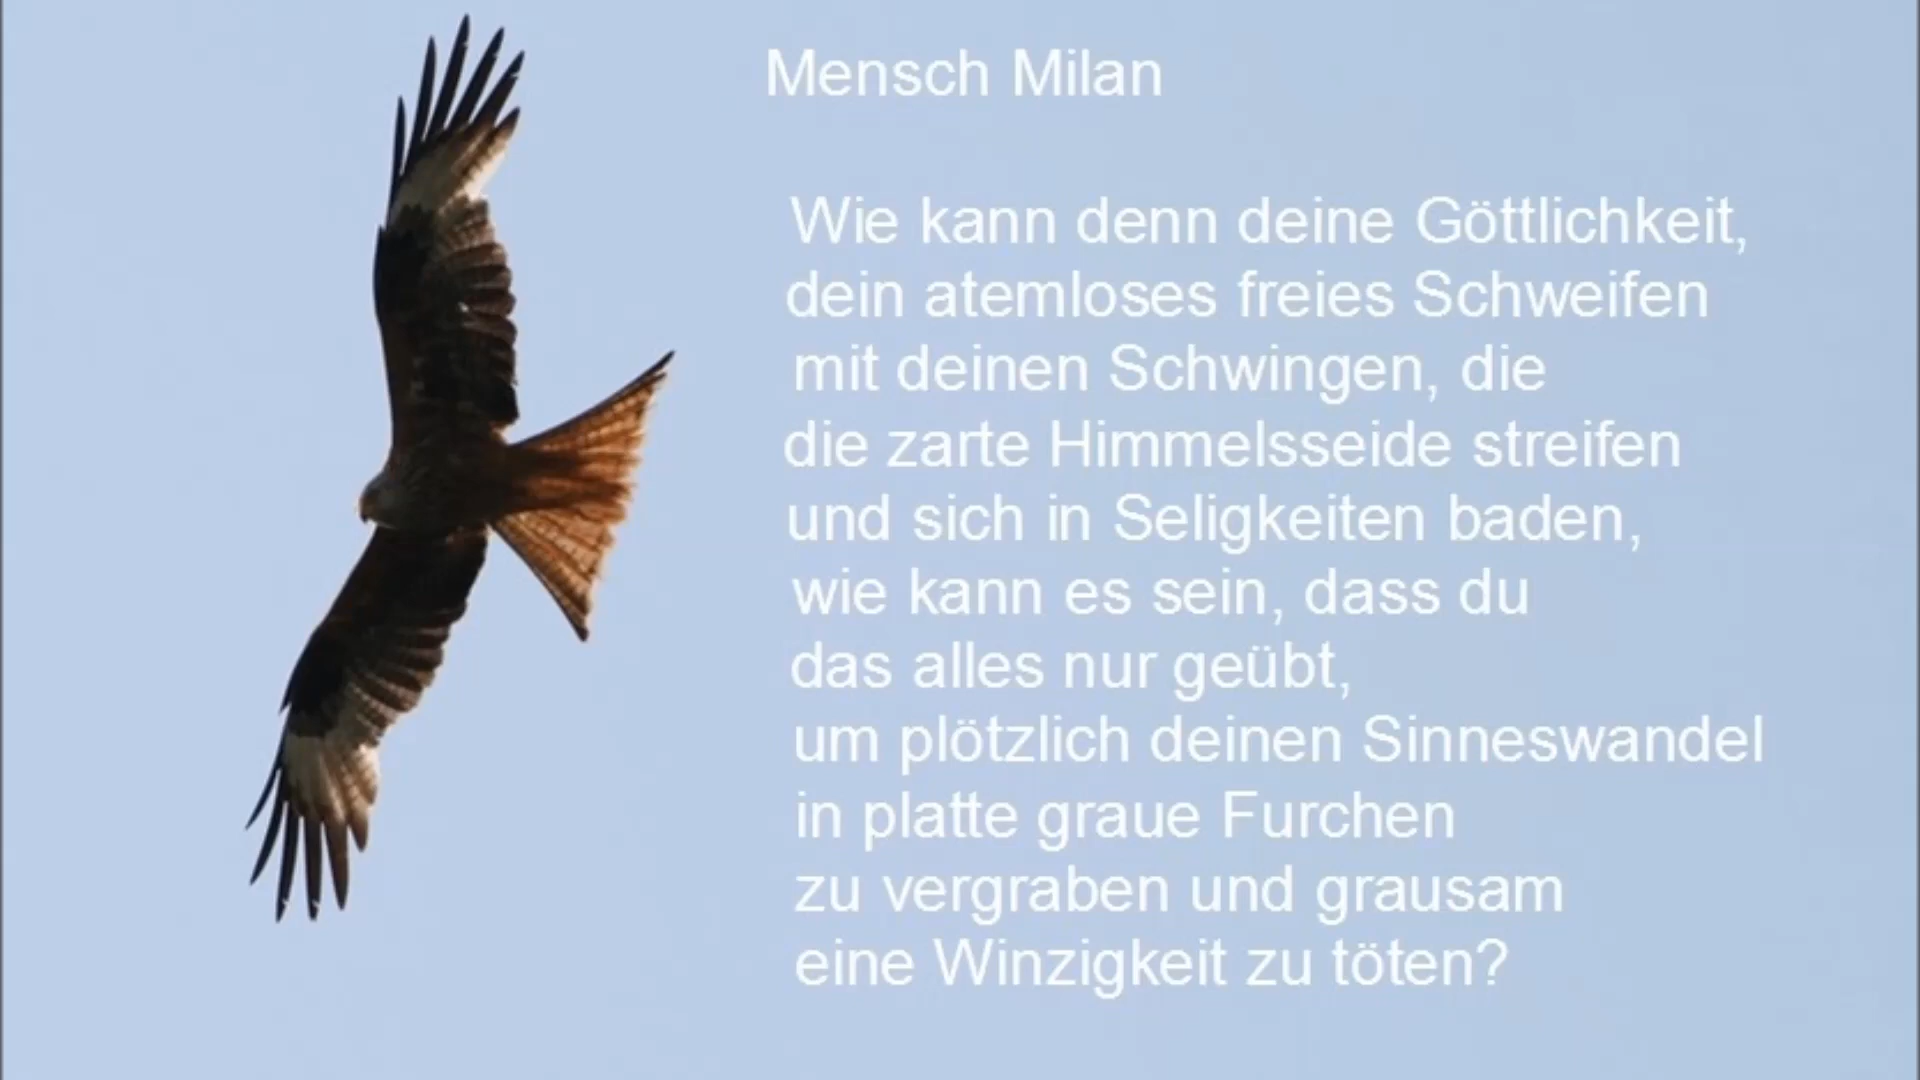 Mensch Milan
Wie kann denn deine Göttlichkeit,
dein atemloses freies Schweifen
mit deinen Schwingen, die
die zarte Himmelsseide streifen
und sich in Seligkeiten baden,
wie kann es sein, dass du
das alles nur geübt,
um plötzlich deinen Sinneswandel
in platte graue Furchen
zu vergraben und grausam
eine Winzigkeit zu töten?